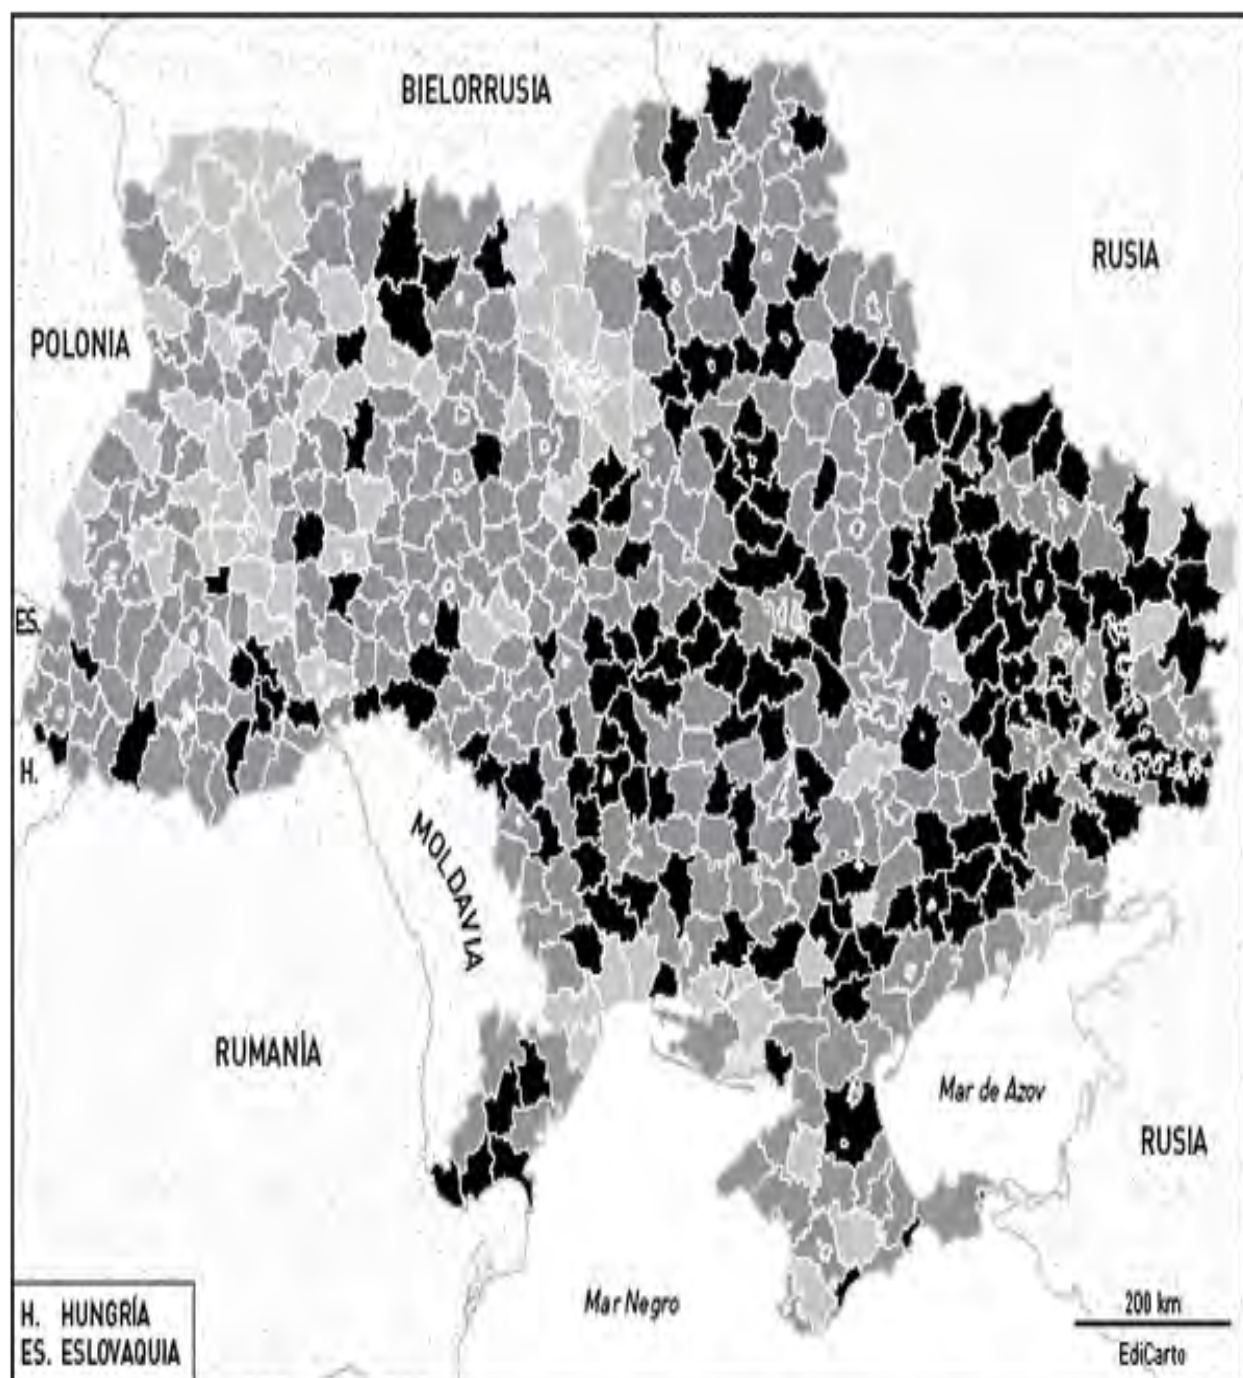 BIELORRUSIA
RUSIA
POLONIA
ES.
H.
MOLDAVIA
RUMANÍA
Mar de Azov
RUSIA
Mar Negro
200 km
EdiCarto
H. HUNGRÍA
ES. ESLOVAQUIA